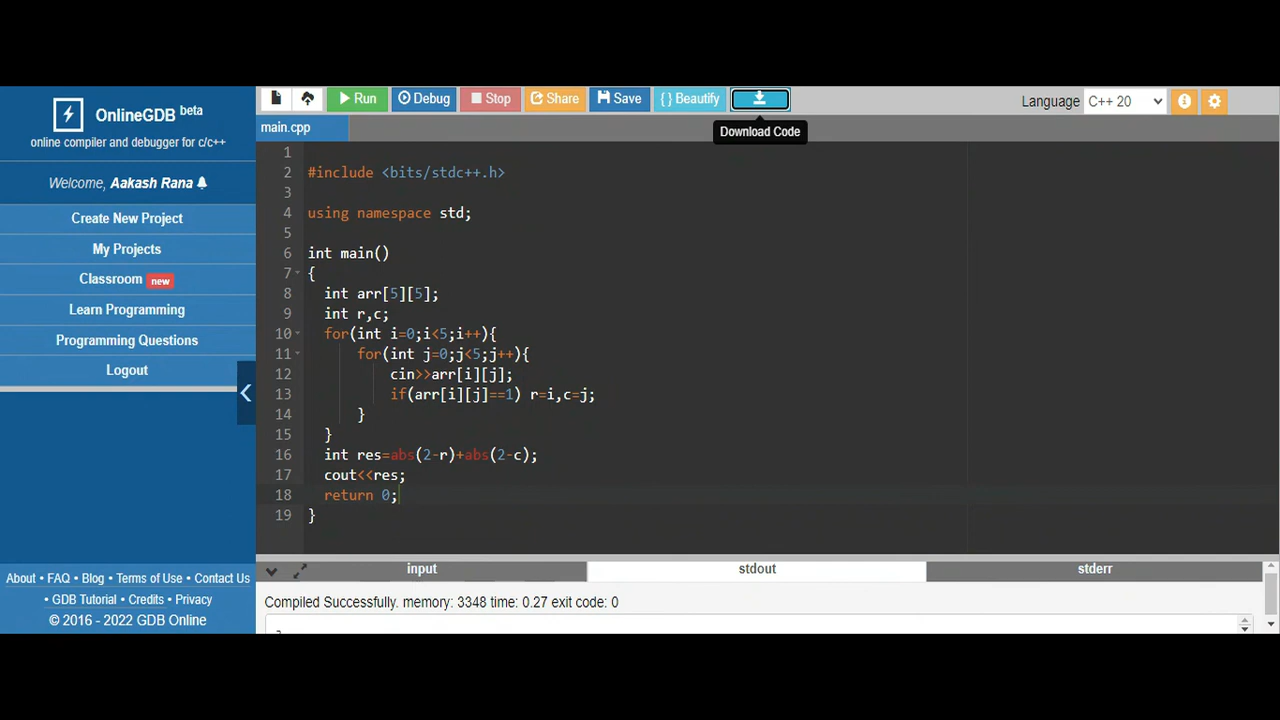 OnlineGDB beta
online compiler and debugger for c/c++
Welcome, Aakash Rana
Create New Project
My Projects
Classroom new
Learn Programming
Programming Questions
Logout
About • FAQ • Blog • Terms of Use • Contact Us
• GDB Tutorial • Credits • Privacy
© 2016 - 2022 GDB Online
Run Debug Stop Share Save { } Beautify
Language C++ 20
Download Code
main.cpp
1
2 #include <bits/stdc++.h>
3
4 using namespace std;
5
6 int main()
7 {
8 int arr[5][5];
9 int r,c;
10 for(int i=0;i<5;i++){
11 for(int j=0;j<5;j++){
12 cin>>arr[i][j];
13 if(arr[i][j]==1) r=i,c=j;
14 }
15 }
16 int res=abs(2-r)+abs(2-c);
17 cout<<res;
18 return 0;
19 }
input stdout stderr
Compiled Successfully. memory: 3348 time: 0.27 exit code: 0